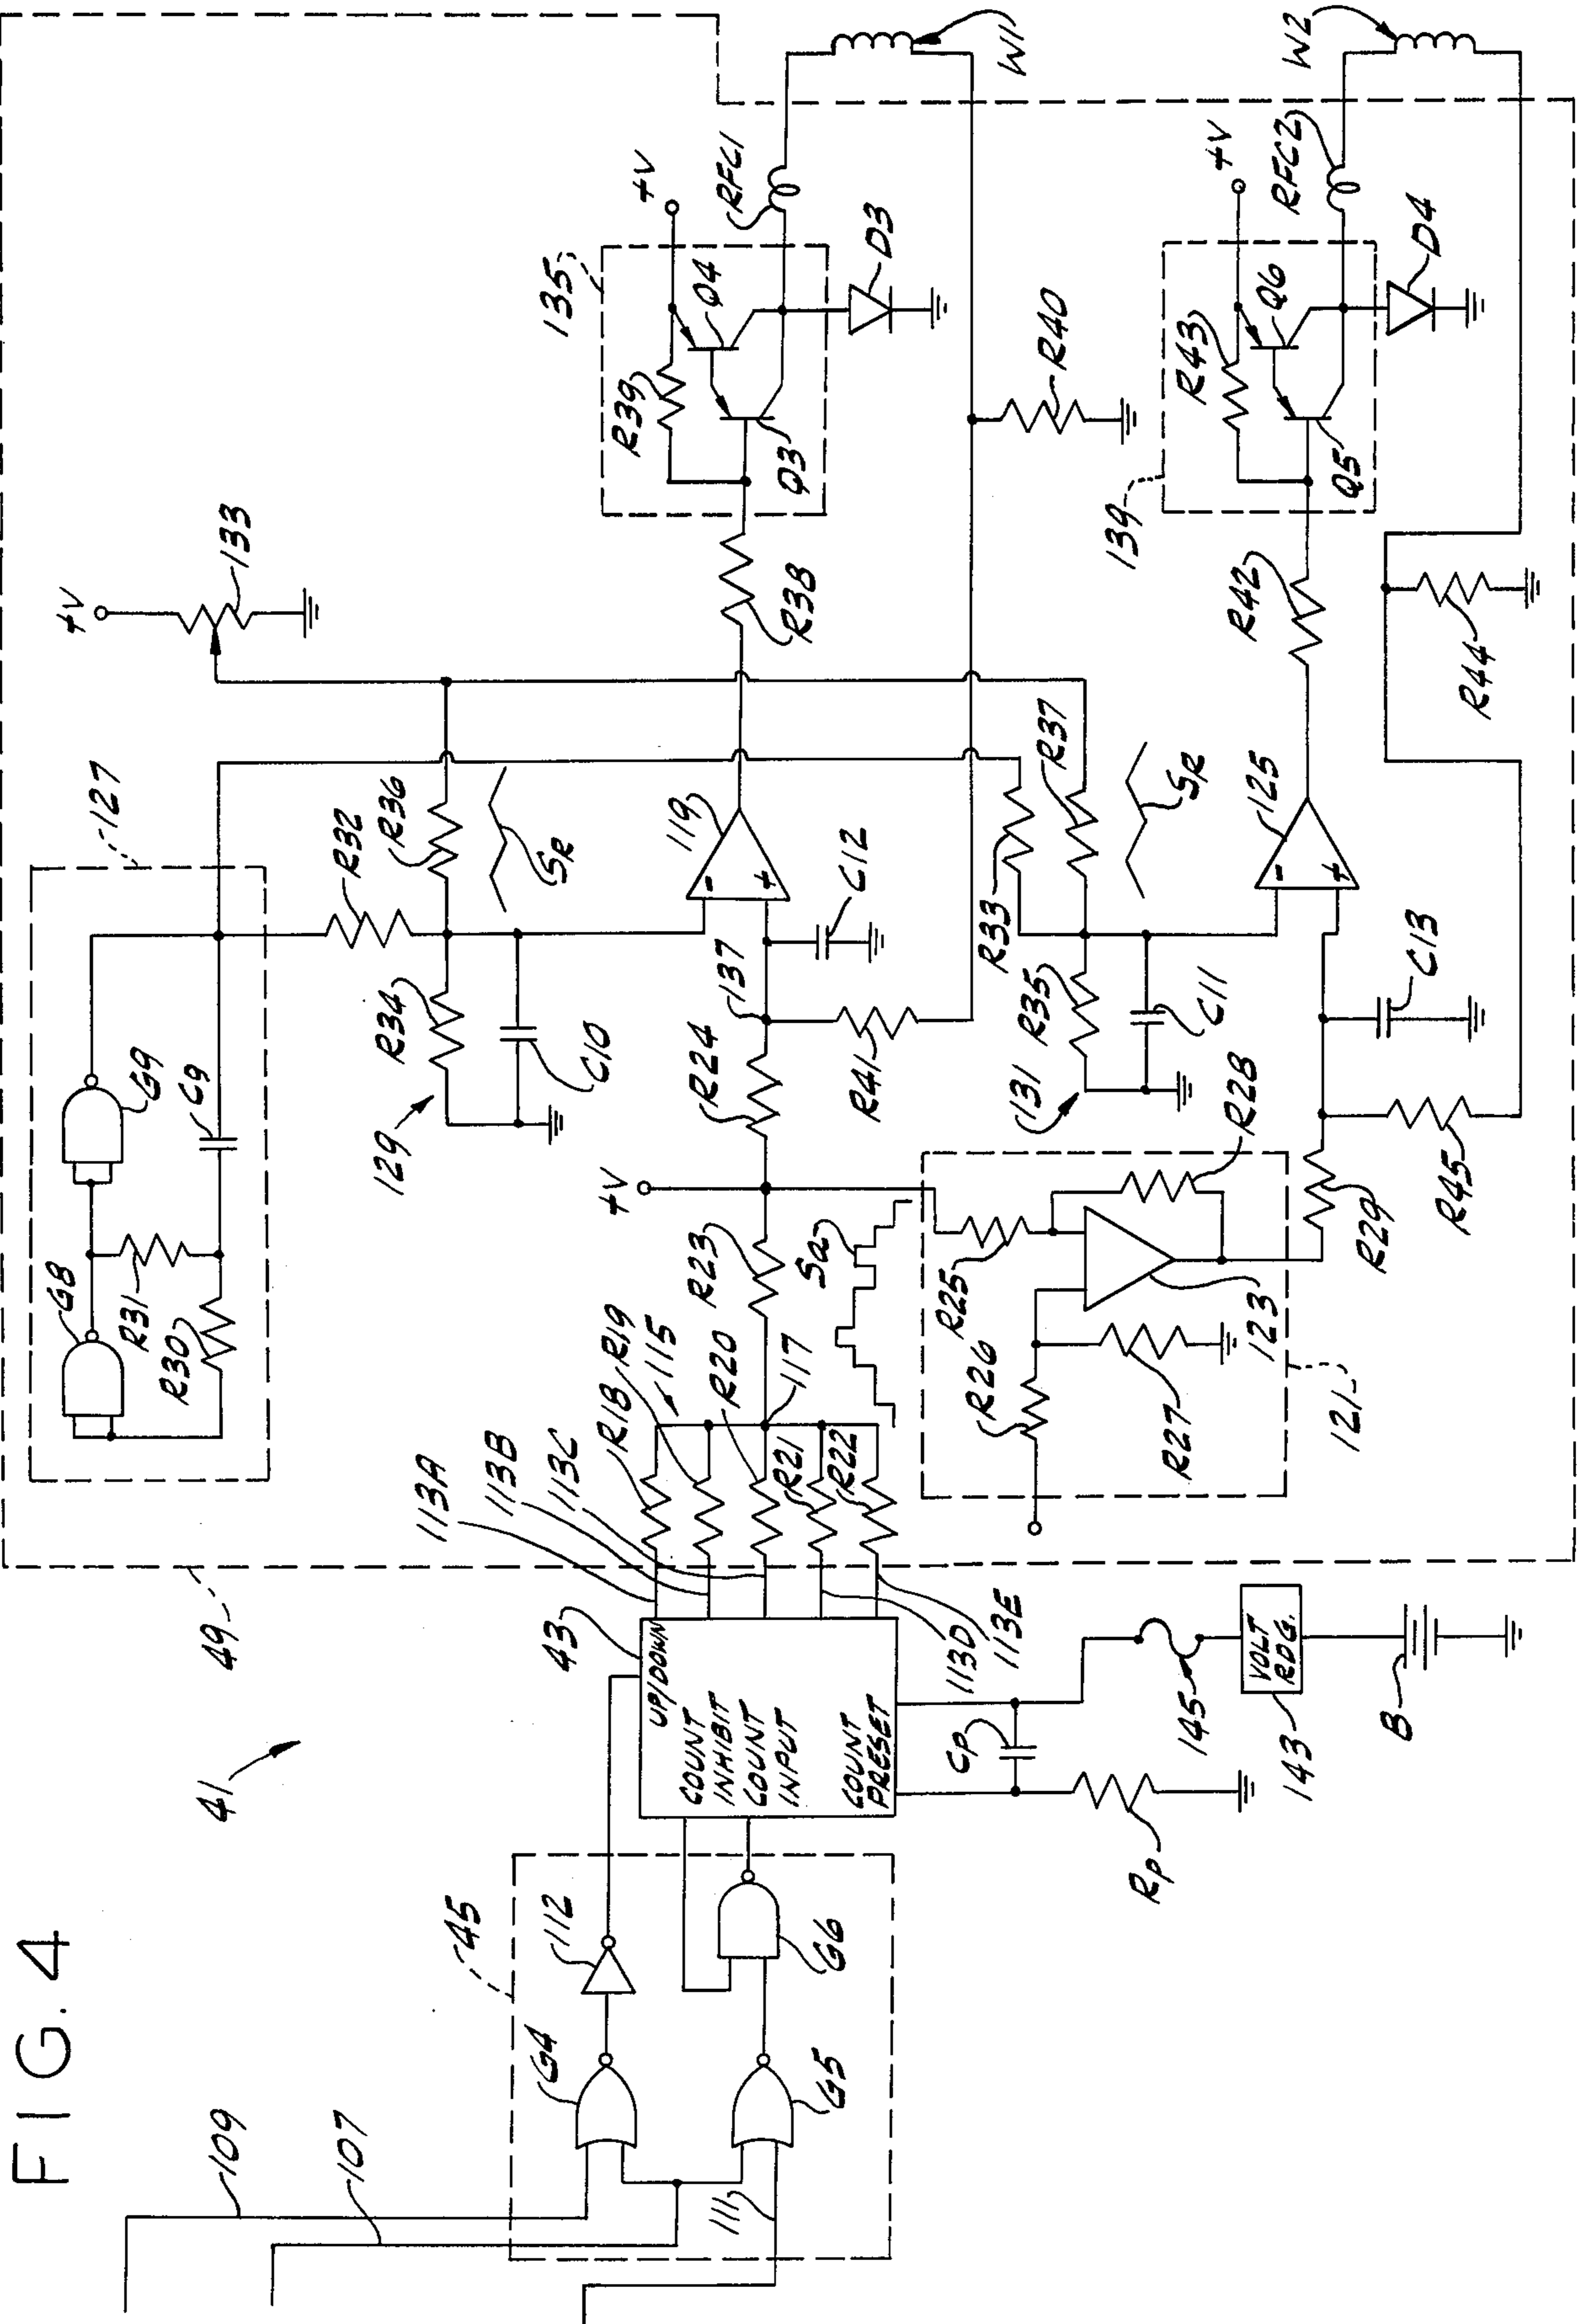 FIG. 4
109
107
111
41
45
G4
112
G5
G6
43
UP/DOWN
COUNT
INHIBIT
COUNT
INPUT
COUNT
PRESET
CP
RP
145
VOLT
RDG.
143
B
49
113A
113B
113C
113D
113E
R18
R19
115
R20
R21
R22
117
R23
Sa
+V
R24
137
R41
C12
119
-
+
R25
R26
R27
R28
123
121
R29
R45
C13
125
-
+
127
G8
G9
R31
R30
C9
R32
129
R34
C10
R36
SR
+V
133
131
R35
C11
R33
R37
SR
R38
135
R39
Q3
Q4
+V
RFC1
D3
W1
R40
R42
139
R43
Q5
Q6
+V
RFC2
D4
W2
R44